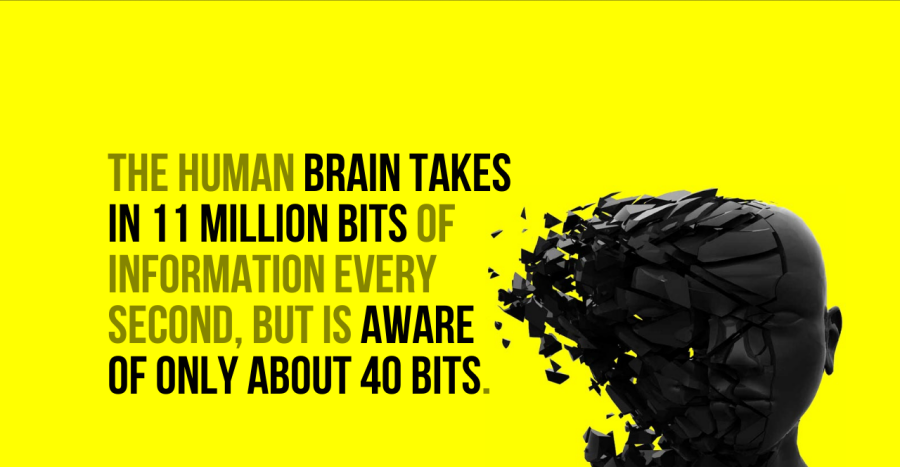 THE HUMAN BRAIN TAKES
IN 11 MILLION BITS OF
INFORMATION EVERY
SECOND, BUT IS AWARE
OF ONLY ABOUT 40 BITS.